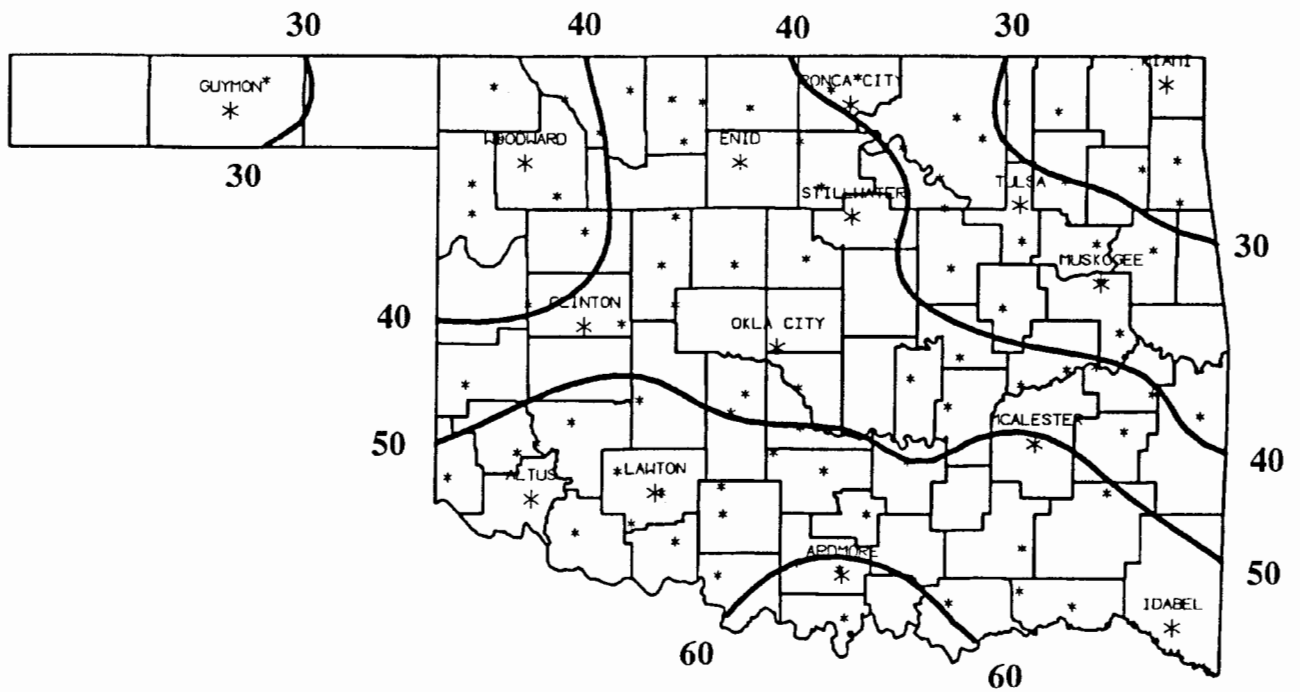 30 40 40 30
GUYMON
PONCA CITY
MIAMI
WOODWARD
ENID
30
TULSA
STILLWATER
30
MUSKOGEE
CLINTON
40
OKLA CITY
MCALESTER
50
40
ALTUS
LAWTON
ARDMORE
50
IDABEL
60
60